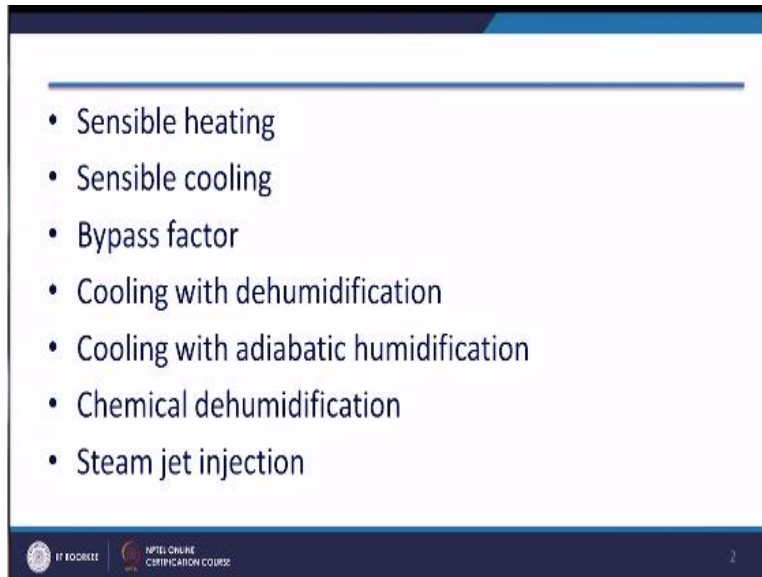 • Sensible heating
• Sensible cooling
• Bypass factor
• Cooling with dehumidification
• Cooling with adiabatic humidification
• Chemical dehumidification
• Steam jet injection
IT ROORKEE
NPTEL ONLINE
CERTIFICATION COURSE
2